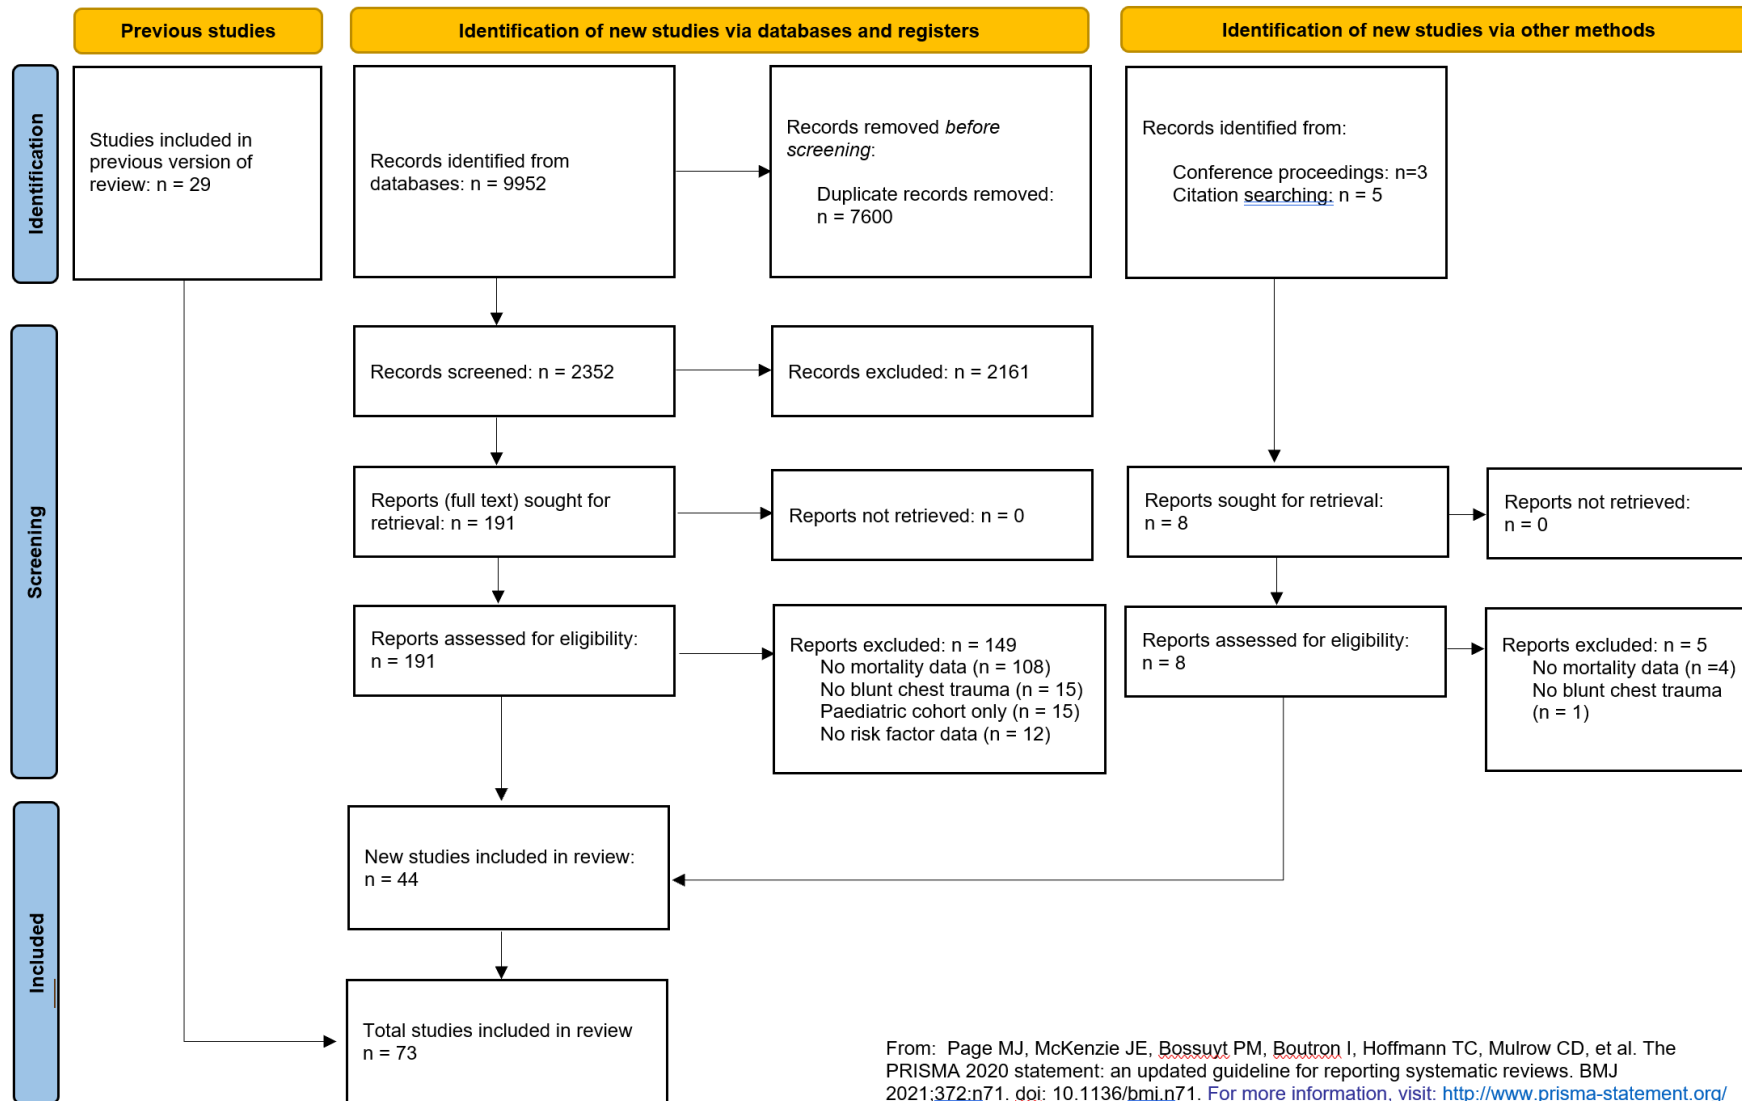 Previous studies
Identification of new studies via databases and registers
Identification of new studies via other methods
Identification
Studies included in
previous version of
review: n = 29
Records identified from
databases: n = 9952
Records removed before
screening:
Duplicate records removed:
n = 7600
Records identified from:
Conference proceedings: n=3
Citation searching: n = 5
Screening
Records screened: n = 2352
Records excluded: n = 2161
Reports (full text) sought for
retrieval: n = 191
Reports not retrieved: n = 0
Reports sought for retrieval:
n = 8
Reports not retrieved:
n = 0
Reports assessed for eligibility:
n = 191
Reports excluded: n = 149
No mortality data (n = 108)
No blunt chest trauma (n = 15)
Paediatric cohort only (n = 15)
No risk factor data (n = 12)
Reports assessed for eligibility:
n = 8
Reports excluded: n = 5
No mortality data (n =4)
No blunt chest trauma
(n = 1)
Included
New studies included in review:
n = 44
Total studies included in review
n = 73
From:  Page MJ, McKenzie JE, Bossuyt PM, Boutron I, Hoffmann TC, Mulrow CD, et al. The
PRISMA 2020 statement: an updated guideline for reporting systematic reviews. BMJ
2021;372:n71. doi: 10.1136/bmj.n71. For more information, visit: http://www.prisma-statement.org/